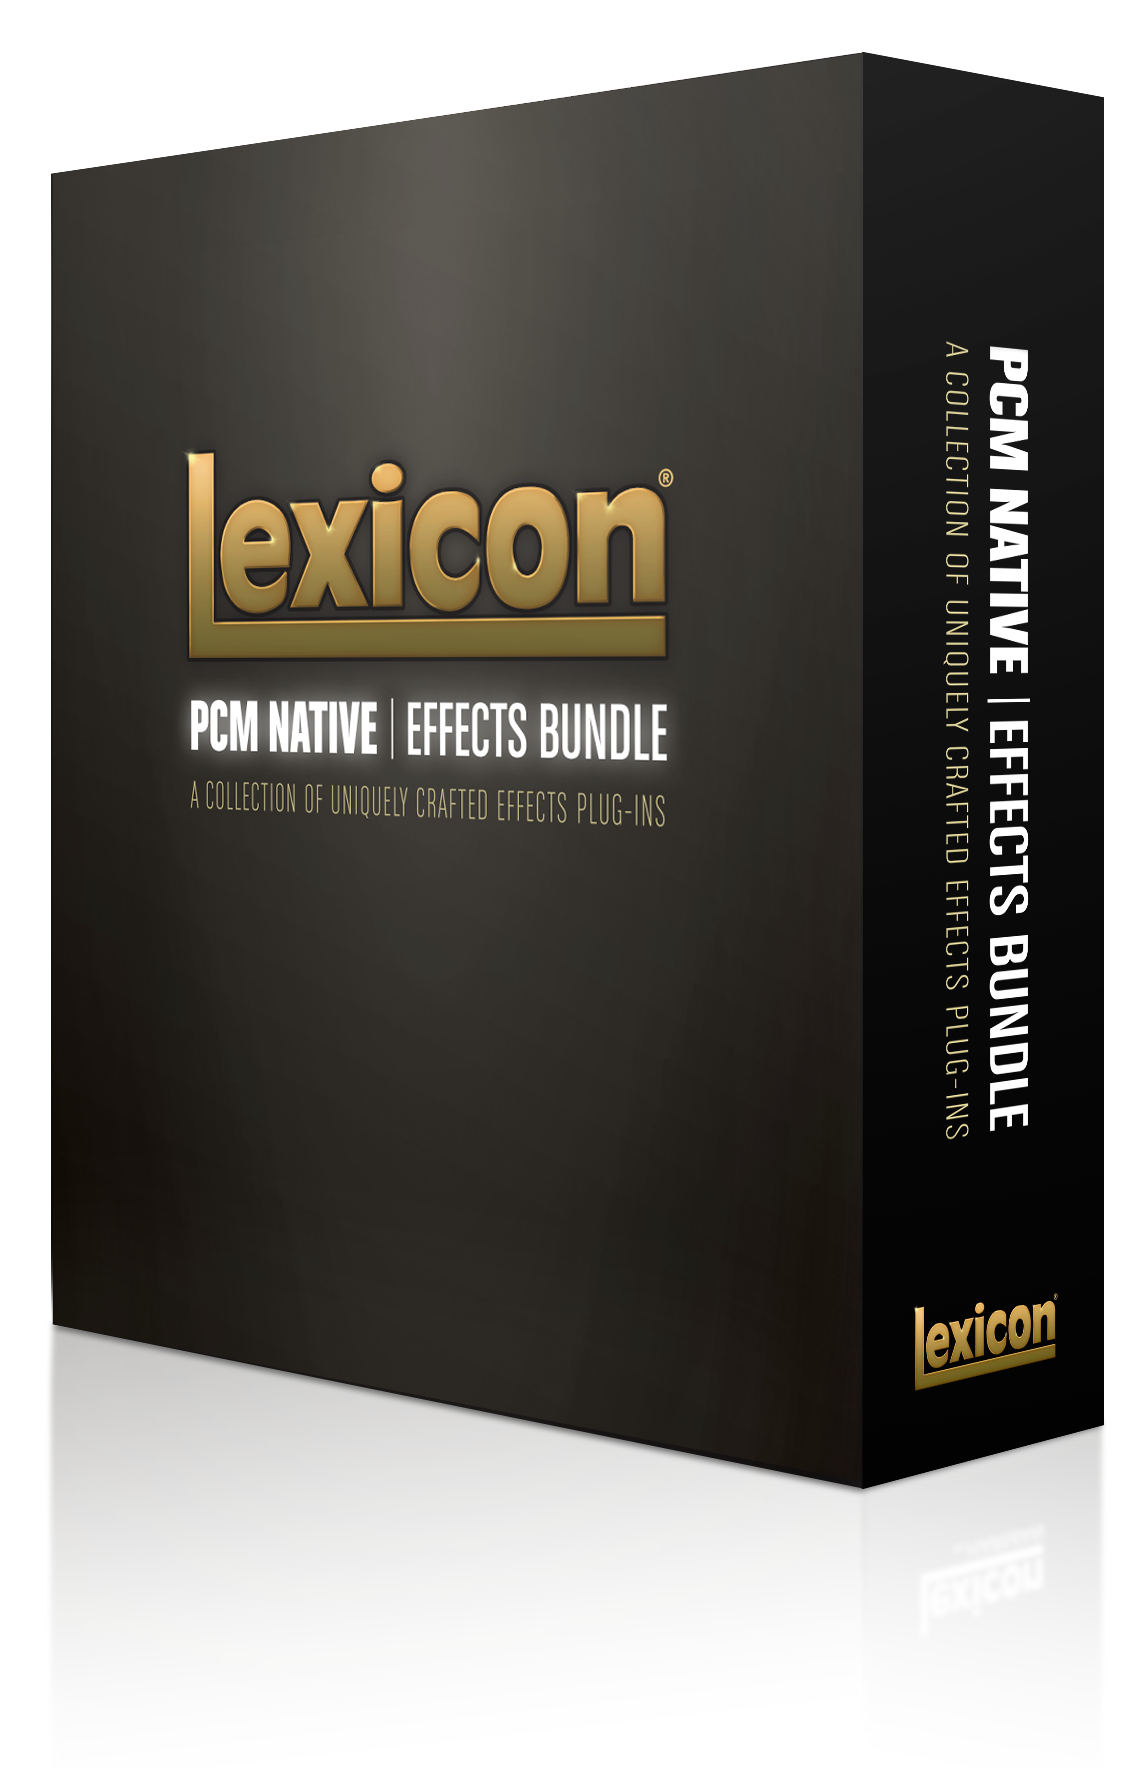 Lexicon®
PCM NATIVE | EFFECTS BUNDLE
A COLLECTION OF UNIQUELY CRAFTED EFFECTS PLUG-INS
PCM NATIVE | EFFECTS BUNDLE
A COLLECTION OF UNIQUELY CRAFTED EFFECTS PLUG-INS
Lexicon®